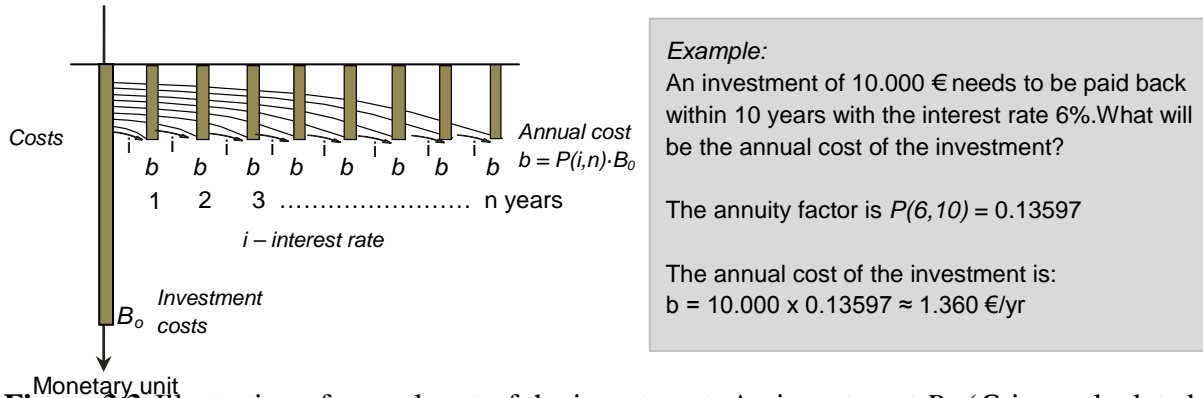 Costs
i i i i i i i i
Annual cost
b = P(i,n)·B₀
b b b b b b b b
1 2 3 ........................ n years
i – interest rate
Investment
Bₒ costs
Monetary unit
Example:
An investment of 10.000 € needs to be paid back
within 10 years with the interest rate 6%.What will
be the annual cost of the investment?
The annuity factor is P(6,10) = 0.13597
The annual cost of the investment is:
b = 10.000 x 0.13597 ≈ 1.360 €/yr